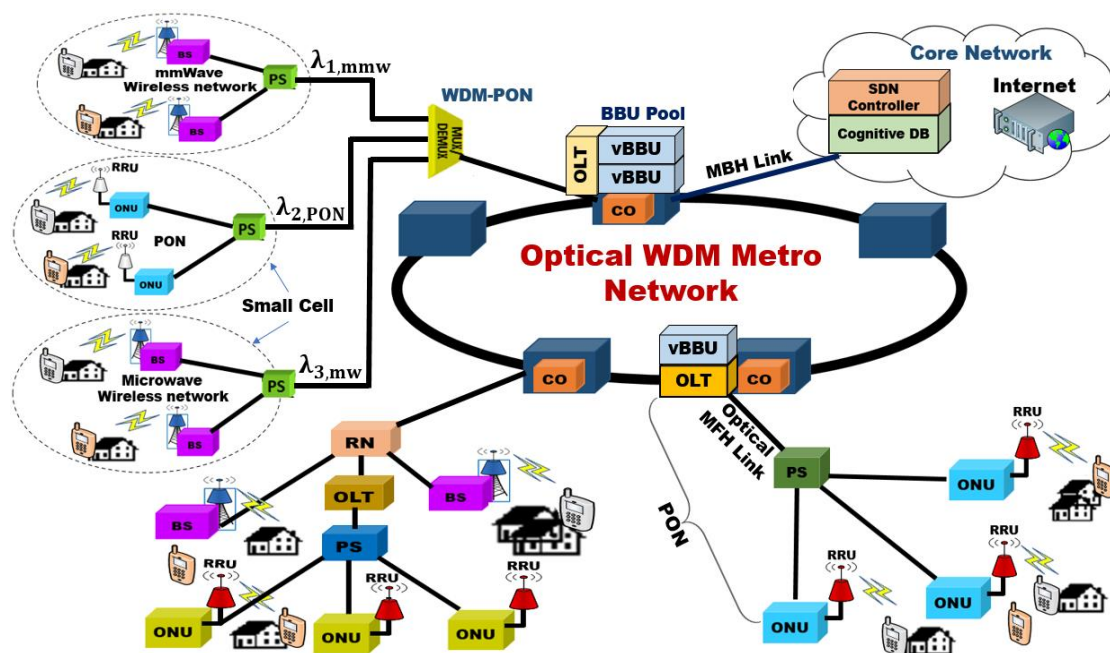 BS
mmWave
Wireless network
BS
PS
λ1,mmw
WDM-PON
MUX/
DEMUX
RRU
ONU
PON
RRU
ONU
PS
λ2,PON
Small Cell
BS
Microwave
Wireless network
BS
PS
λ3,mw
BBU Pool
OLT
vBBU
vBBU
CO
MBH Link
Core Network
SDN
Controller
Cognitive DB
Internet
Optical WDM Metro
Network
CO
vBBU
OLT
CO
Optical
MFH Link
PON
PS
RRU
ONU
RRU
ONU
RRU
ONU
RN
OLT
PS
BS
BS
RRU
ONU
RRU
ONU
RRU
ONU